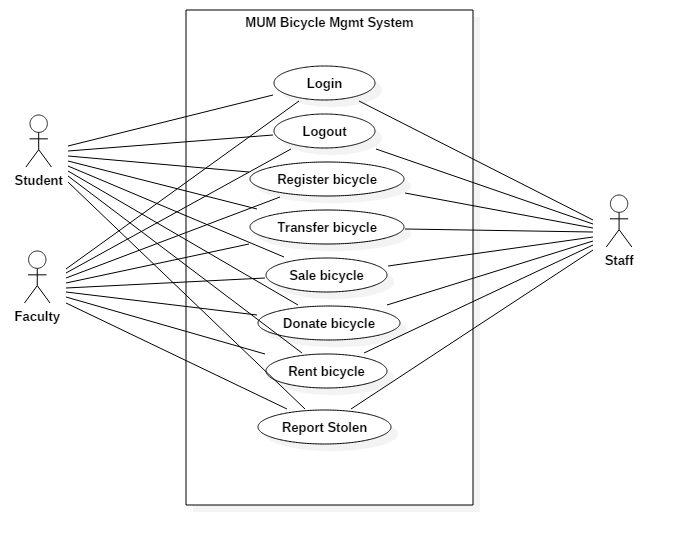 MUM Bicycle Mgmt System
Login
Logout
Register bicycle
Transfer bicycle
Sale bicycle
Donate bicycle
Rent bicycle
Report Stolen
Student
Faculty
Staff